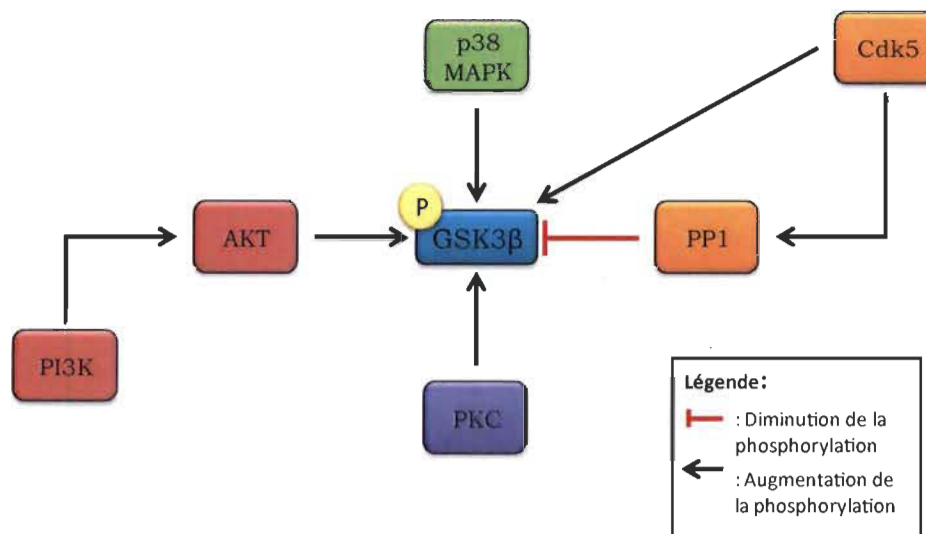 p38
MAPK
Cdk5
P
AKT
GSK3β
PP1
PI3K
PKC
Légende:
: Diminution de la
phosphorylation
: Augmentation de
la phosphorylation